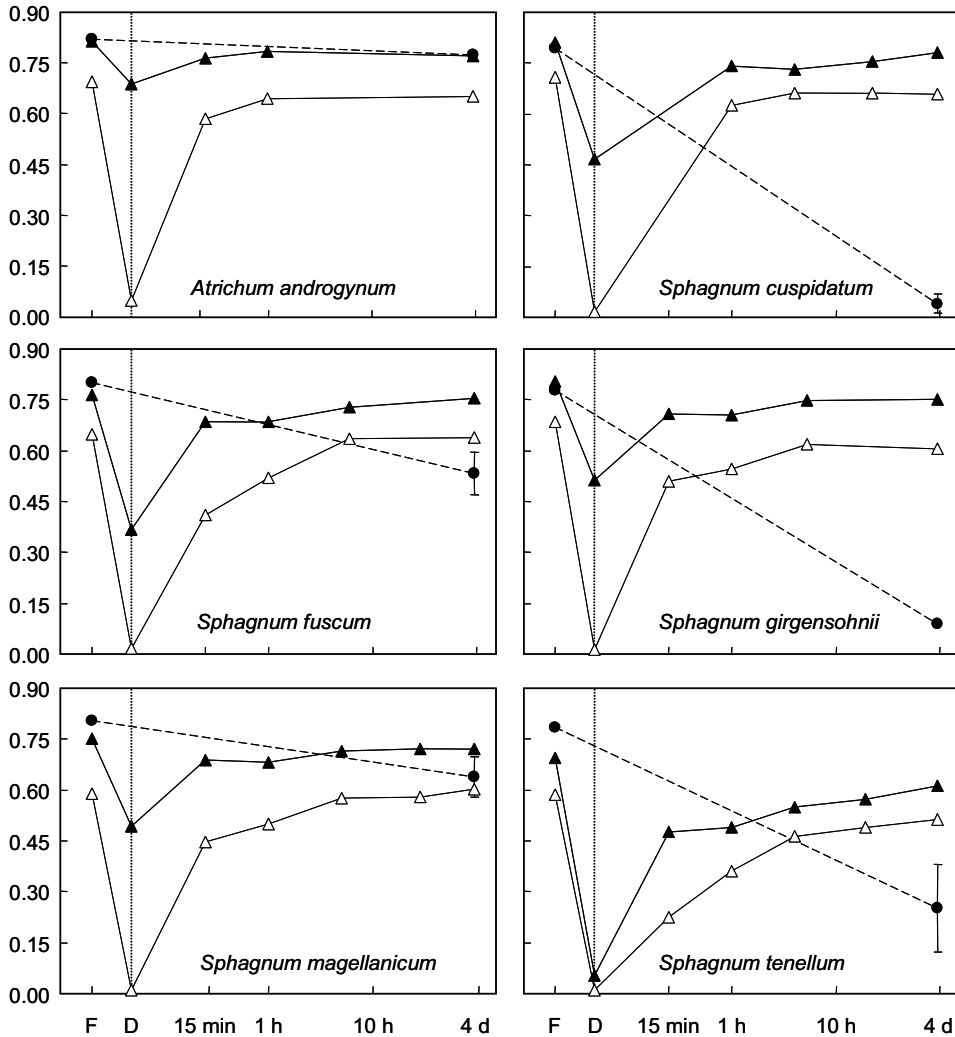 0.90
0.75
0.60
0.45
0.30
0.15
0.00
Atrichum androgynum
Sphagnum cuspidatum
0.90
0.75
0.60
0.45
0.30
0.15
0.00
Sphagnum fuscum
Sphagnum girgensohnii
0.90
0.75
0.60
0.45
0.30
0.15
0.00
Sphagnum magellanicum
Sphagnum tenellum
F D 15 min 1 h 10 h 4 d
F D 15 min 1 h 10 h 4 d